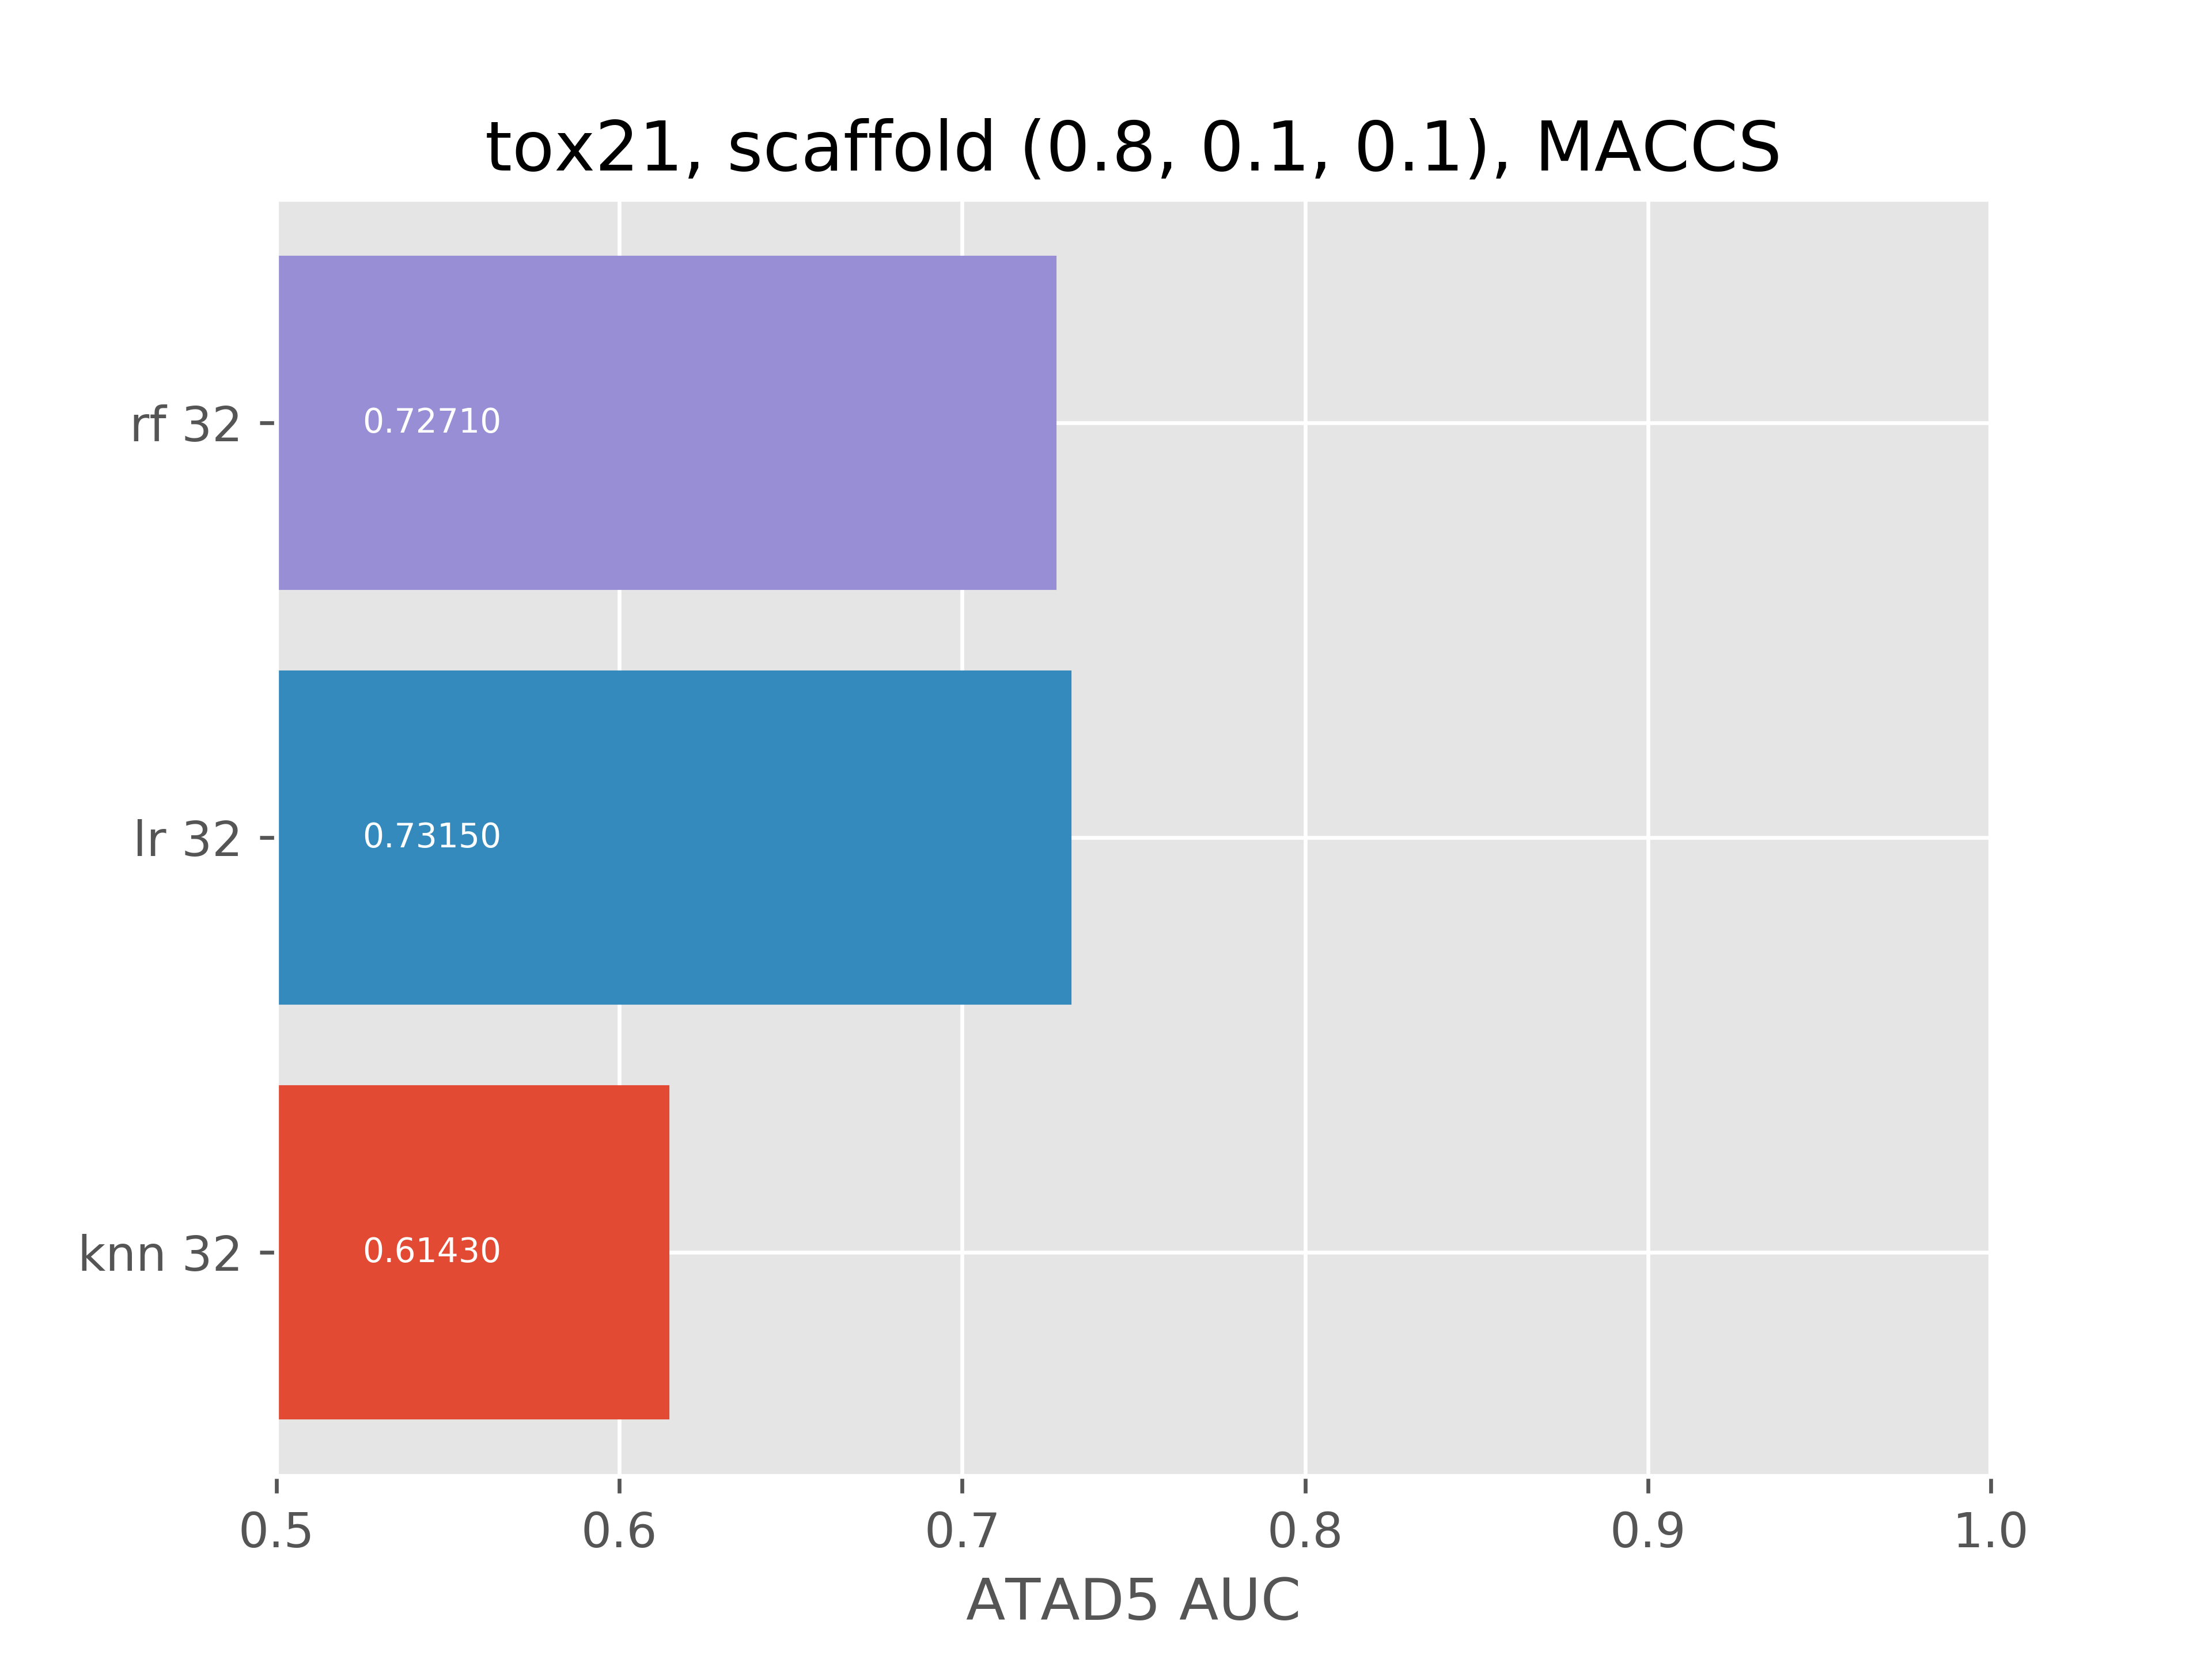 tox21, scaffold (0.8, 0.1, 0.1), MACCS
rf 32
0.72710
lr 32
0.73150
knn 32
0.61430
0.5 0.6 0.7 0.8 0.9 1.0
ATAD5 AUC